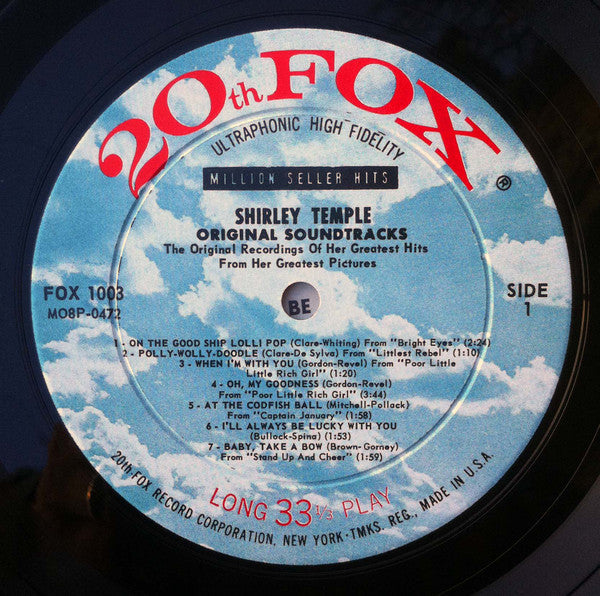 20th FOX
®
ULTRAPHONIC HIGH FIDELITY
MILLION SELLER HITS
SHIRLEY TEMPLE
ORIGINAL SOUNDTRACKS
The Original Recordings Of Her Greatest Hits
From Her Greatest Pictures
FOX 1003
MO8P-0472
BE
SIDE
1
1 - ON THE GOOD SHIP LOLLI POP (Clare-Whiting) From "Bright Eyes" (2:24)
2 - POLLY-WOLLY-DOODLE (Clare-De Sylva) From "Littlest Rebel" (1:10)
3 - WHEN I'M WITH YOU (Gordon-Revel) From "Poor Little
Little Rich Girl" (1:20)
4 - OH, MY GOODNESS (Gordon-Revel)
From "Poor Little Rich Girl" (3:44)
5 - AT THE CODFISH BALL (Mitchell-Pollack)
From "Captain January" (1:58)
6 - I'LL ALWAYS BE LUCKY WITH YOU
(Bullock-Spina) (1:53)
7 - BABY, TAKE A BOW (Brown-Gorney)
From "Stand Up And Cheer" (1:59)
LONG 33 1/3 PLAY
20th FOX RECORD CORPORATION, NEW YORK · TMKS. REG., MADE IN U.S.A.